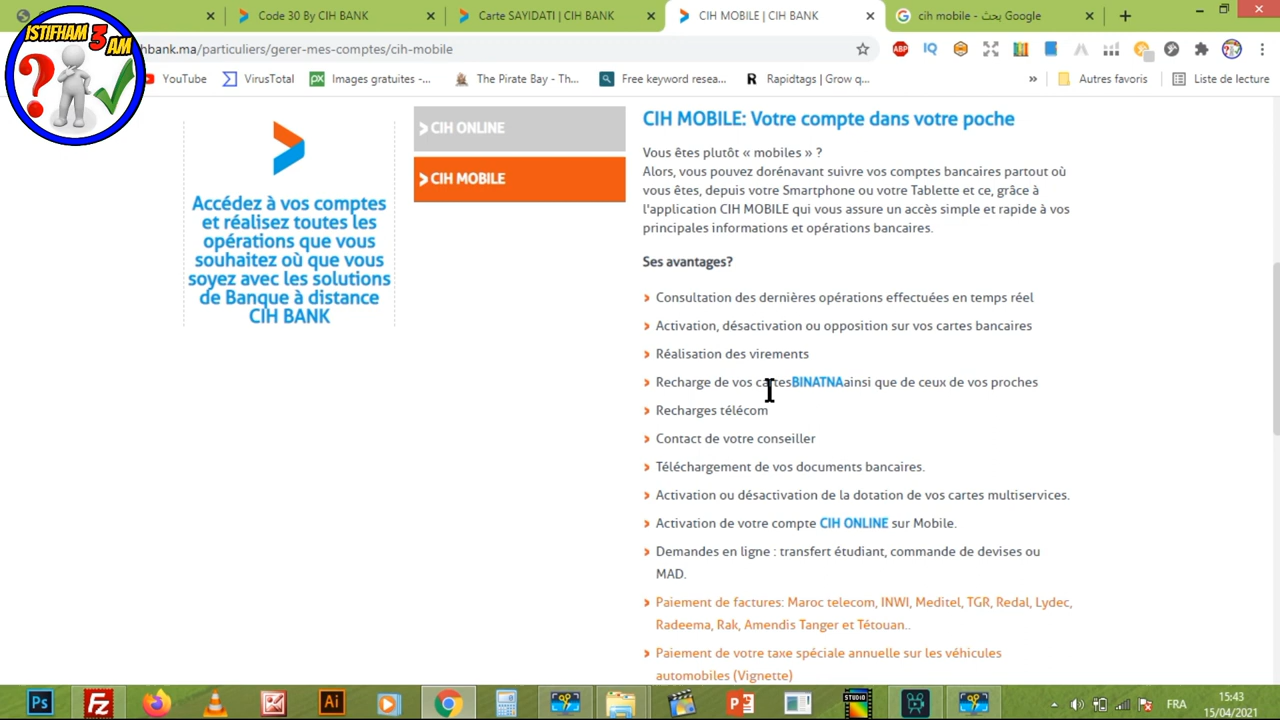 Code 30 By CIH BANK
Carte SAYIDATI | CIH BANK
CIH MOBILE | CIH BANK
cih mobile - بحث Google
ISTIFHAM 3 AM
hbank.ma/particuliers/gerer-mes-comptes/cih-mobile
ABP
IQ
YouTube
VirusTotal
px Images gratuites - ...
The Pirate Bay - Th...
Free keyword resea...
R Rapidtags | Grow q...
»
Autres favoris
Liste de lecture
CIH ONLINE
CIH MOBILE
Accédez à vos comptes
et réalisez toutes les
opérations que vous
souhaitez où que vous
soyez avec les solutions
de Banque à distance
CIH BANK
CIH MOBILE: Votre compte dans votre poche
Vous êtes plutôt « mobiles » ?
Alors, vous pouvez dorénavant suivre vos comptes bancaires partout où
vous êtes, depuis votre Smartphone ou votre Tablette et ce, grâce à
l'application CIH MOBILE qui vous assure un accès simple et rapide à vos
principales informations et opérations bancaires.
Ses avantages?
Consultation des dernières opérations effectuées en temps réel
Activation, désactivation ou opposition sur vos cartes bancaires
Réalisation des virements
Recharge de vos cartesBINATNAainsi que de ceux de vos proches
Recharges télécom
Contact de votre conseiller
Téléchargement de vos documents bancaires.
Activation ou désactivation de la dotation de vos cartes multiservices.
Activation de votre compte CIH ONLINE sur Mobile.
Demandes en ligne : transfert étudiant, commande de devises ou
MAD.
Paiement de factures: Maroc telecom, INWI, Meditel, TGR, Redal, Lydec,
Radeema, Rak, Amendis Tanger et Tétouan..
Paiement de votre taxe spéciale annuelle sur les véhicules
automobiles (Vignette)
Ps
Fz
Ai
STUDIO
FRA
15:43
15/04/2021